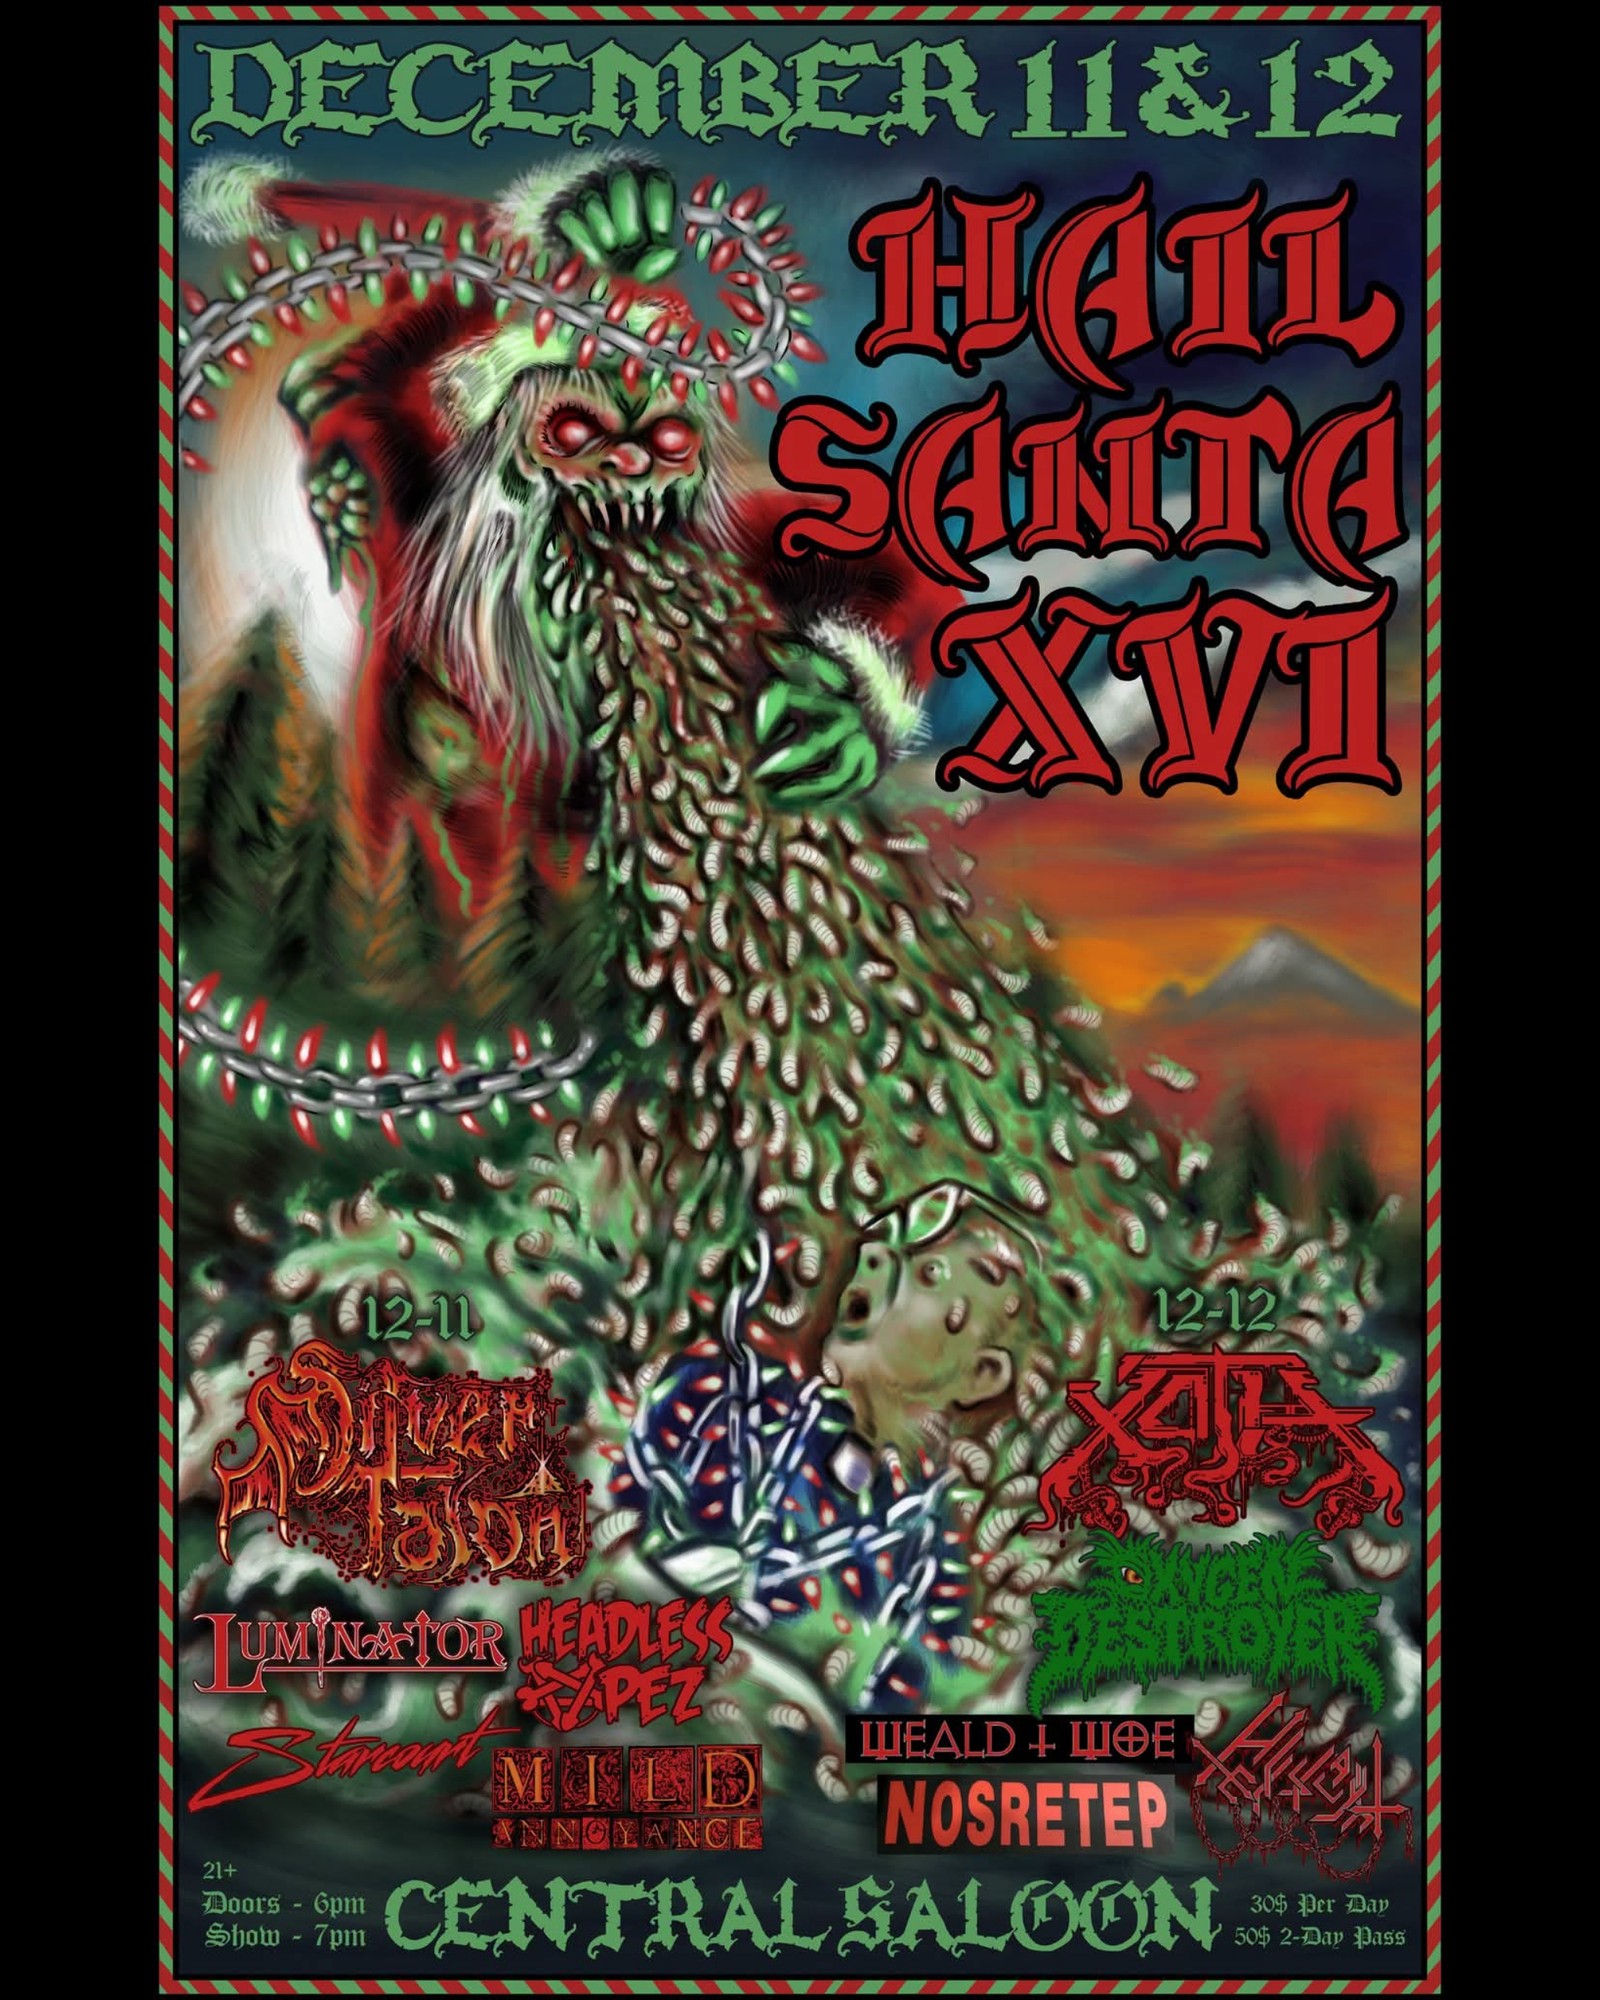 DECEMBER 11 & 12
HAIL
SANTA
XVI
12-11
Silver
Talon
LUMINATOR
HEADLESS
PEZ
Starcourt
MILD
ANNOYANCE
12-12
XOTH
OXYGEN
DESTROYER
WEALD + WOE
NOSRETEP
21+
Doors - 6pm
Show - 7pm
CENTRAL SALOON
30$ Per Day
50$ 2-Day Pass